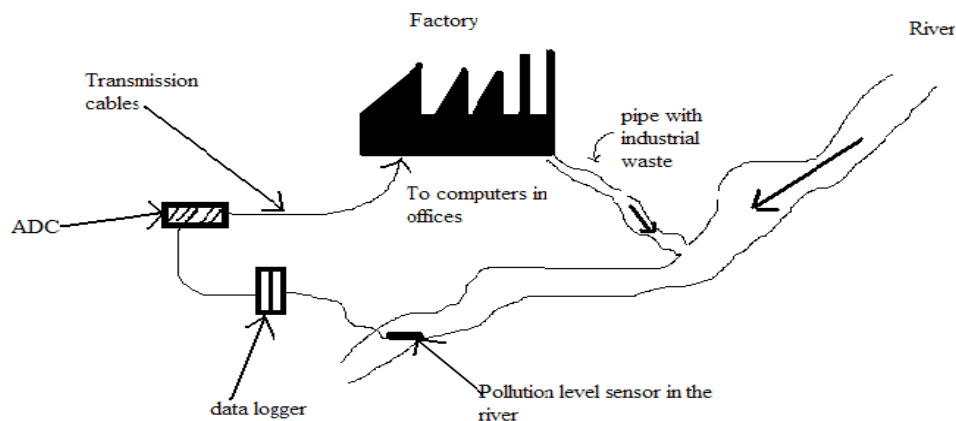 Factory
River
Transmission
cables
pipe with
industrial
waste
To computers in
offices
ADC
data logger
Pollution level sensor in the
river